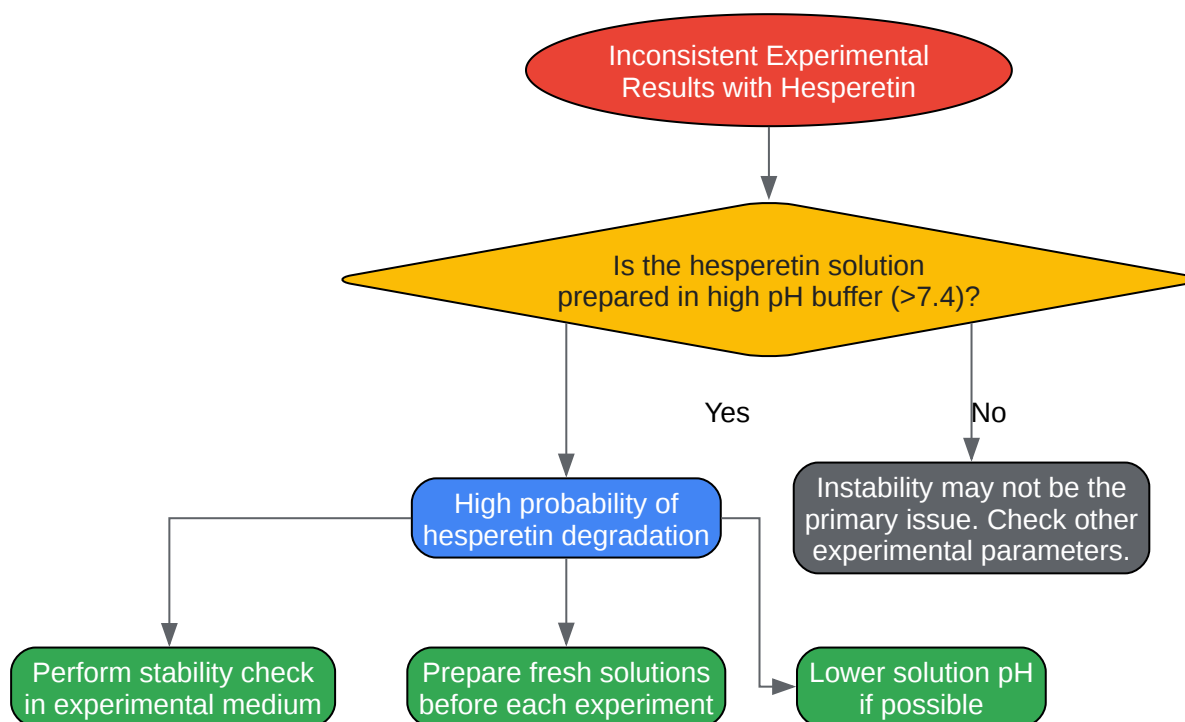 Inconsistent Experimental
Results with Hesperetin
Is the hesperetin solution
prepared in high pH buffer (>7.4)?
Yes
No
High probability of
hesperetin degradation
Instability may not be the
primary issue. Check other
experimental parameters.
Perform stability check
in experimental medium
Prepare fresh solutions
before each experiment
Lower solution pH
if possible